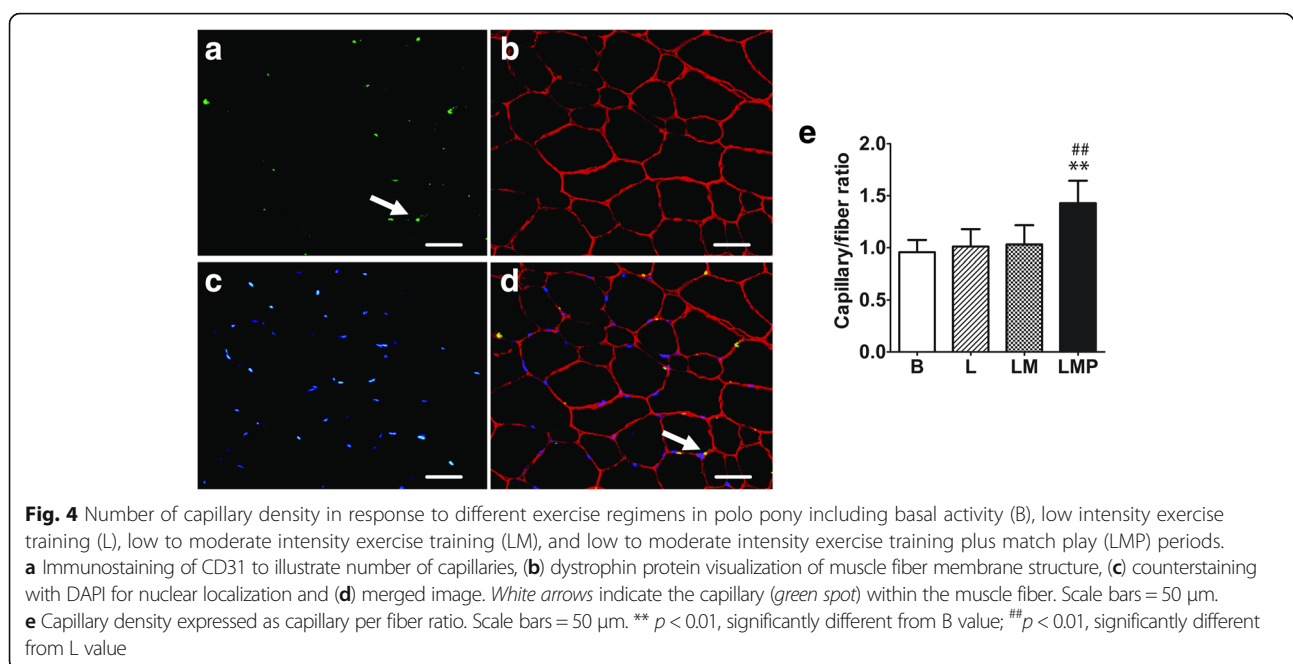 a
b
c
d
e
##
**
2.0
1.5
1.0
0.5
0.0
Capillary/fiber ratio
B L LM LMP
Fig. 4 Number of capillary density in response to different exercise regimens in polo pony including basal activity (B), low intensity exercise
training (L), low to moderate intensity exercise training (LM), and low to moderate intensity exercise training plus match play (LMP) periods.
a Immunostaining of CD31 to illustrate number of capillaries, (b) dystrophin protein visualization of muscle fiber membrane structure, (c) counterstaining
with DAPI for nuclear localization and (d) merged image. White arrows indicate the capillary (green spot) within the muscle fiber. Scale bars = 50 μm.
e Capillary density expressed as capillary per fiber ratio. Scale bars = 50 μm. ** p < 0.01, significantly different from B value; ##p < 0.01, significantly different
from L value